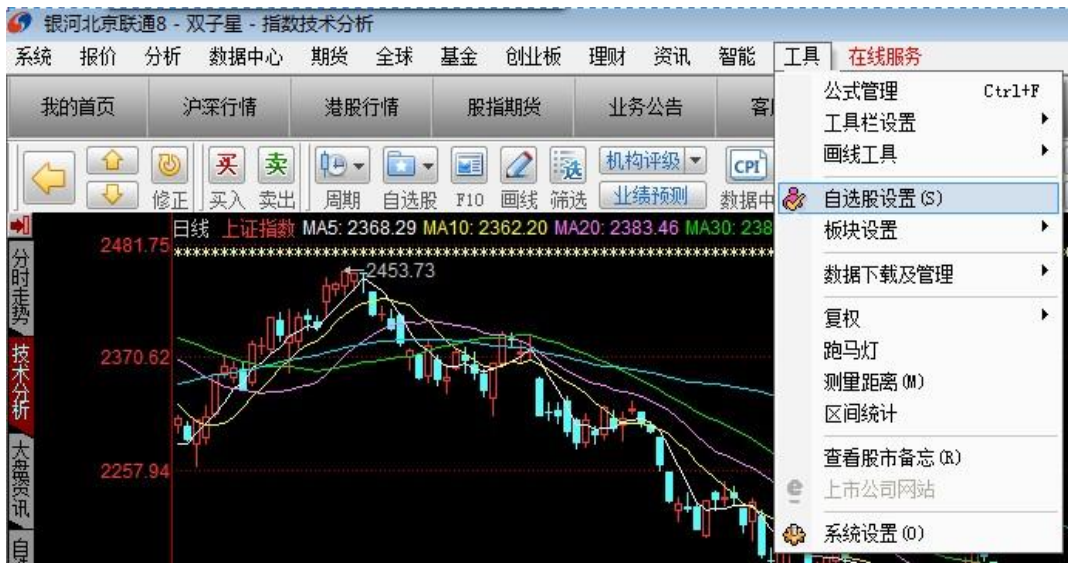 银河北京联通8 - 双子星 - 指数技术分析
系统 报价 分析 数据中心 期货 全球 基金 创业板 理财 资讯 智能 工具 在线服务
我的首页 沪深行情 港股行情 股指期货 业务公告
公式管理 Ctrl+F
工具栏设置
画线工具
自选股设置(S)
板块设置
数据下载及管理
复权
跑马灯
测量距离(M)
区间统计
查看股市备忘(R)
上市公司网站
系统设置(O)
买 卖 选 机构评级 CPI
修正 买入 卖出 周期 自选股 F10 画线 筛选 业绩预测 数据中
日线 上证指数 MA5: 2368.29 MA10: 2362.20 MA20: 2383.46 MA30: 238
2481.75
2453.73
2370.62
2257.94
分时走势
技术分析
大盘资讯